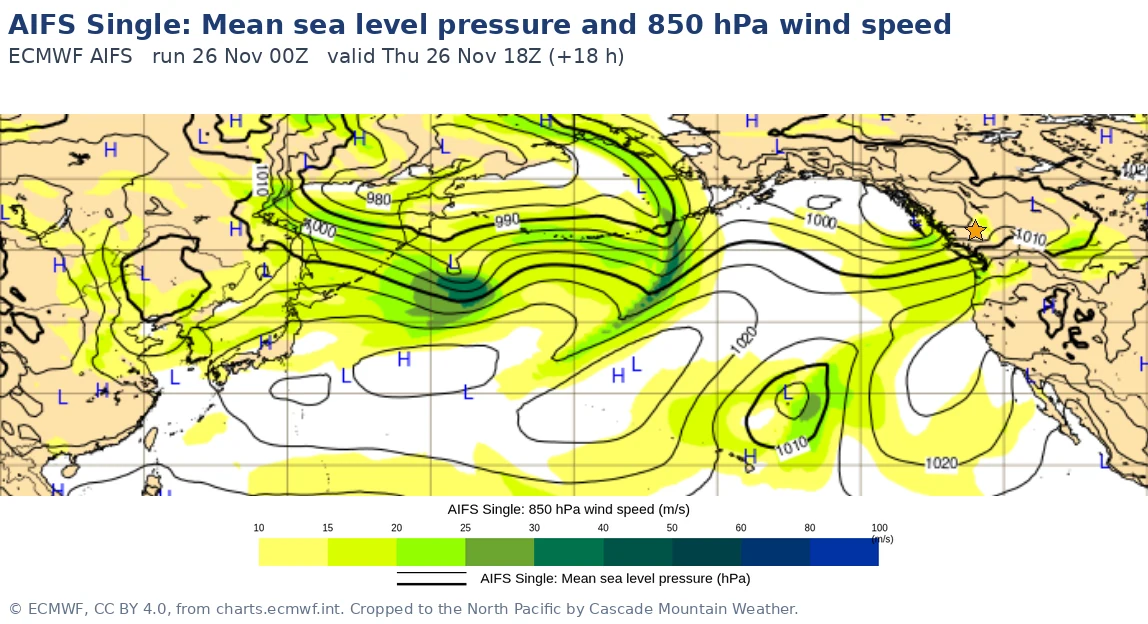 AIFS Single: Mean sea level pressure and 850 hPa wind speed
ECMWF AIFS run 26 Nov 00Z valid Thu 26 Nov 18Z (+18 h)
H L H H L H H L H H
L L
1010 980 990 1000 L
L 1000 H 1010
H L L L
H
H H 1020 H
L H L H L L L
L H L
1010 H 1020 L
H
AIFS Single: 850 hPa wind speed (m/s)
10 15 20 25 30 40 50 60 80 100
(m/s)
AIFS Single: Mean sea level pressure (hPa)
© ECMWF, CC BY 4.0, from charts.ecmwf.int. Cropped to the North Pacific by Cascade Mountain Weather.